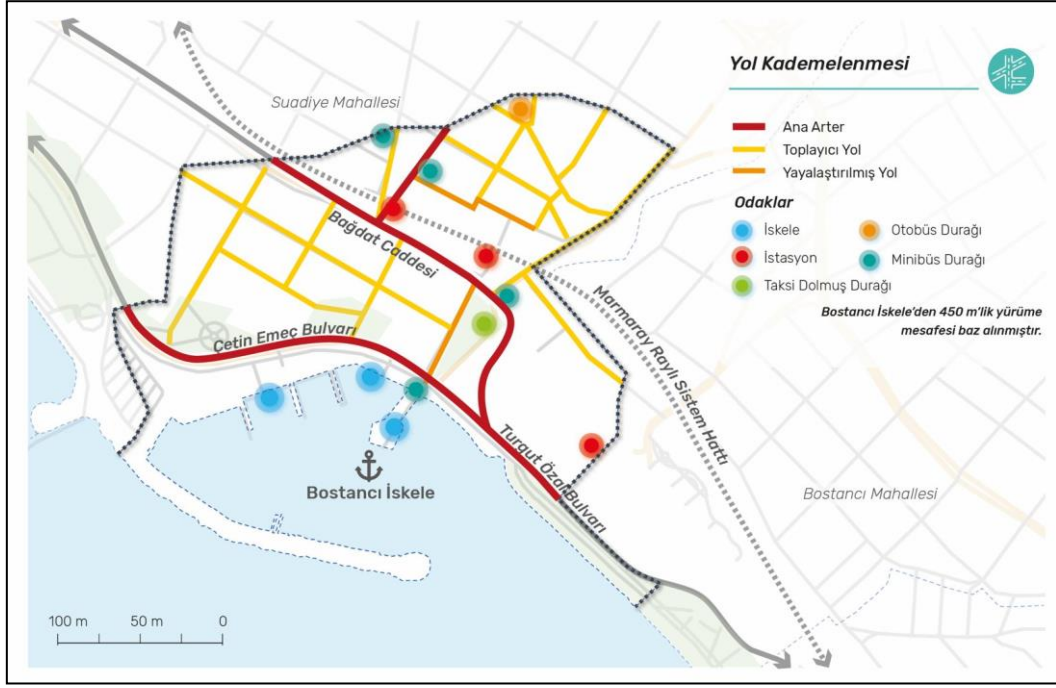 Yol Kademelenmesi
Suadiye Mahallesi
Ana Arter
Toplayıcı Yol
Yayalaştırılmış Yol
Odaklar
İskele
Otobüs Durağı
İstasyon
Minibüs Durağı
Taksi Dolmuş Durağı
Bostancı İskele'den 450 m'lik yürüme
mesafesi baz alınmıştır.
Bağdat Caddesi
Marmaray Raylı Sistem Hattı
Çetin Emeç Bulvarı
Turgut Özal Bulvarı
Bostancı İskele
Bostancı Mahallesi
100 m 50 m 0